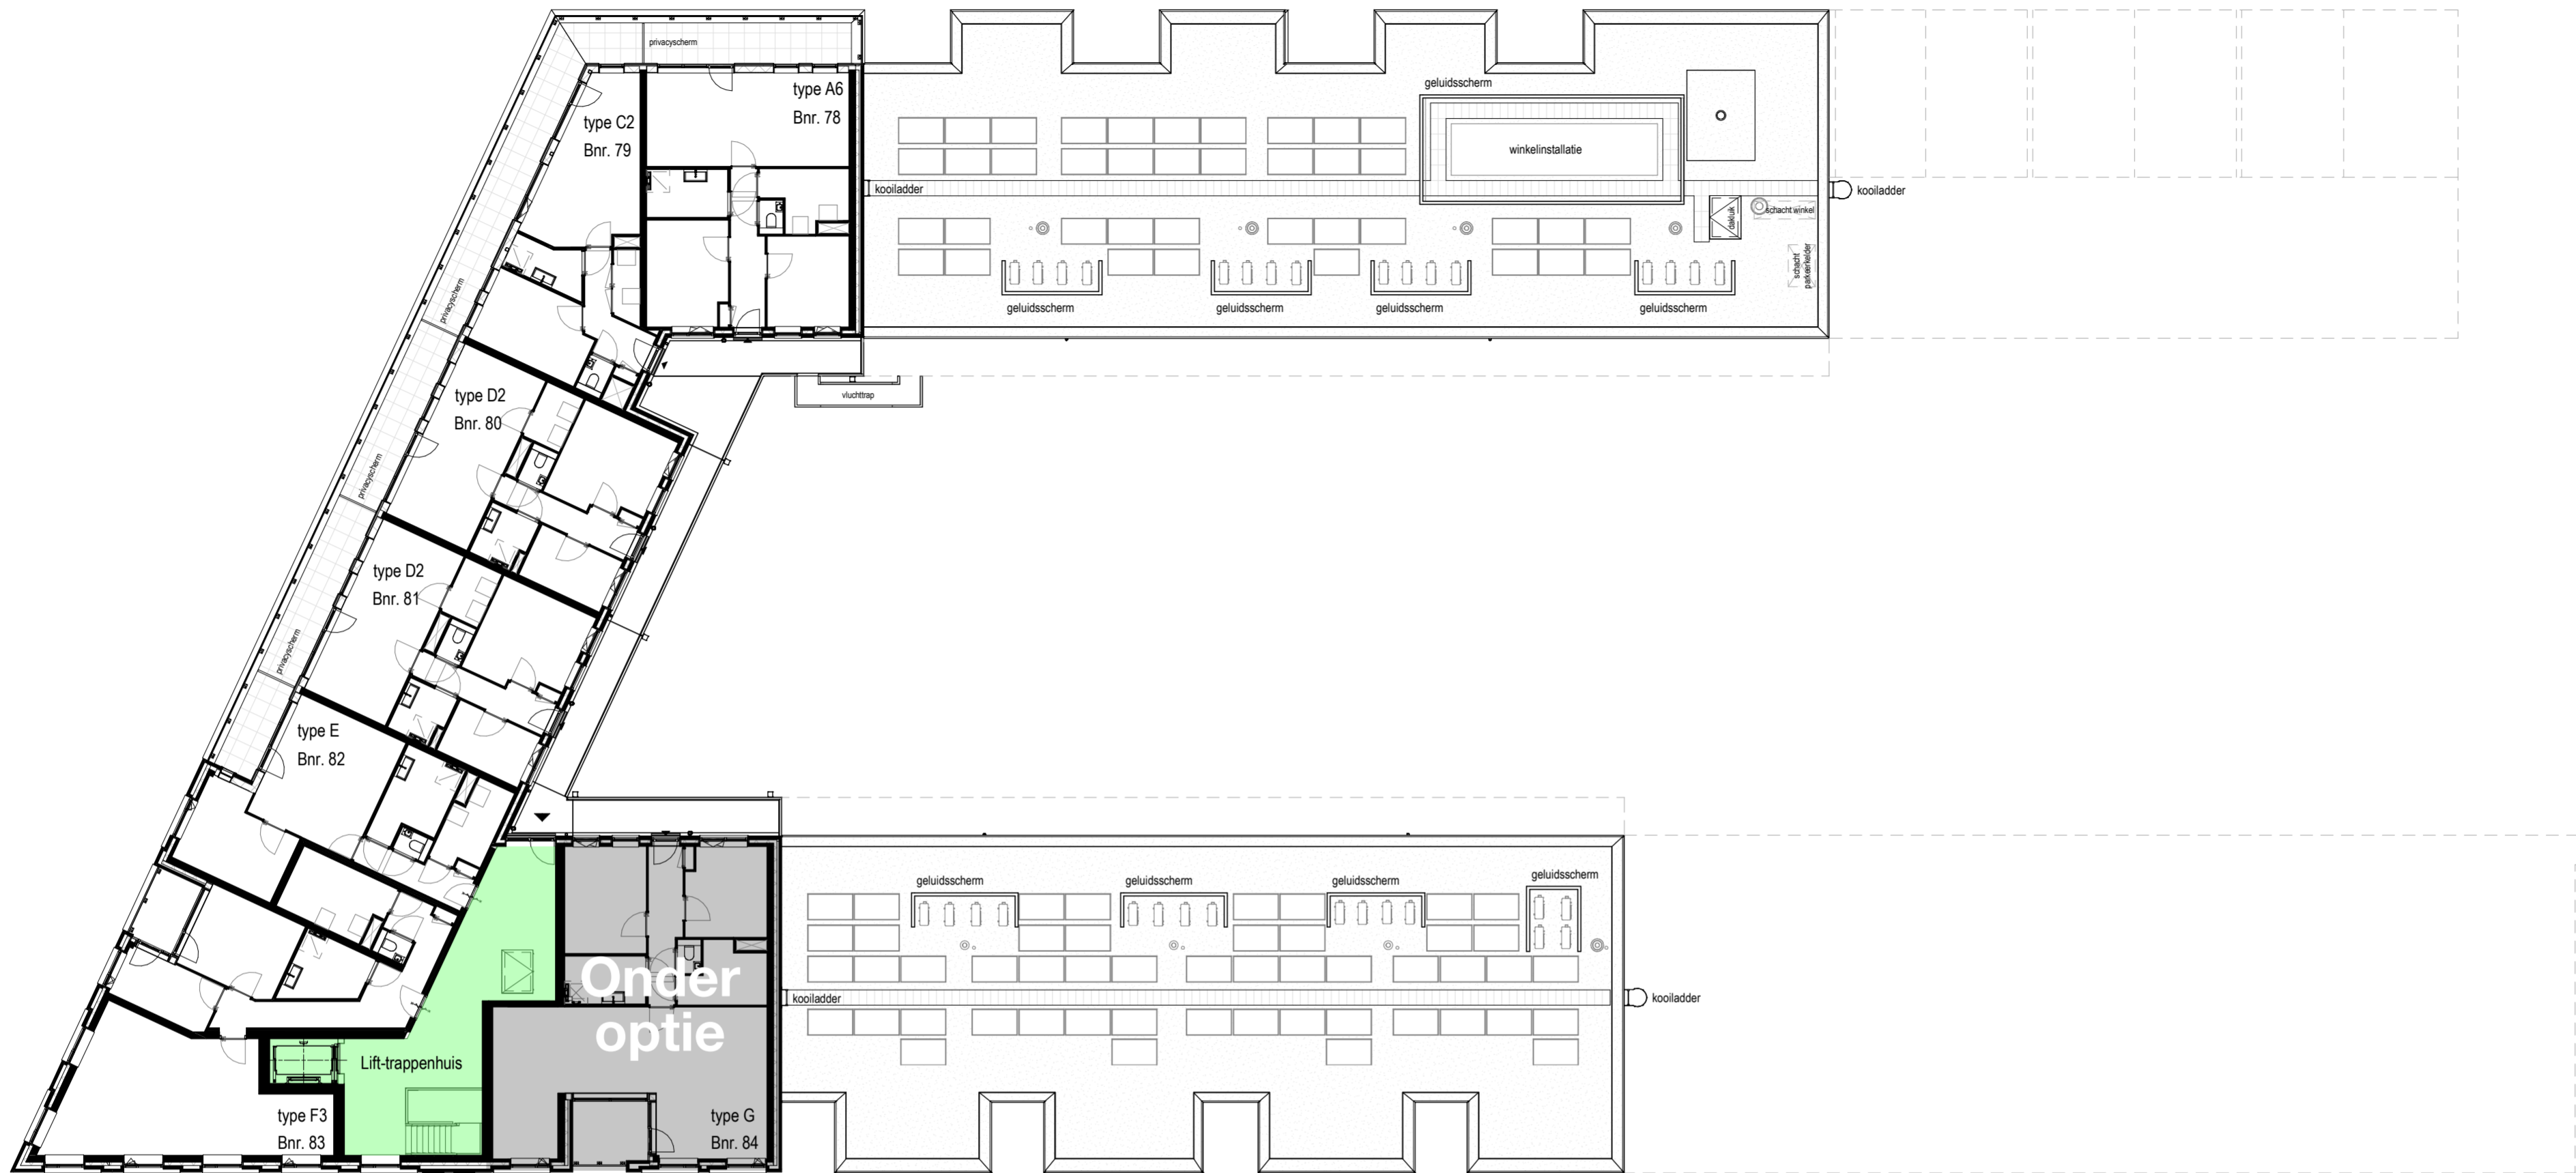 privacyscherm
type A6
Bnr. 78
type C2
Bnr. 79
geluidsscherm
winkelinstallatie
kooiladder
kooiladder
dakluk
schacht winkel
schacht
parkeerkelder
geluidsscherm
geluidsscherm
geluidsscherm
geluidsscherm
privacyscherm
vluchttrap
type D2
Bnr. 80
privacyscherm
type D2
Bnr. 81
privacyscherm
type E
Bnr. 82
geluidsscherm
geluidsscherm
geluidsscherm
geluidsscherm
Onder
optie
kooiladder
kooiladder
Lift-trappenhuis
type F3
Bnr. 83
type G
Bnr. 84